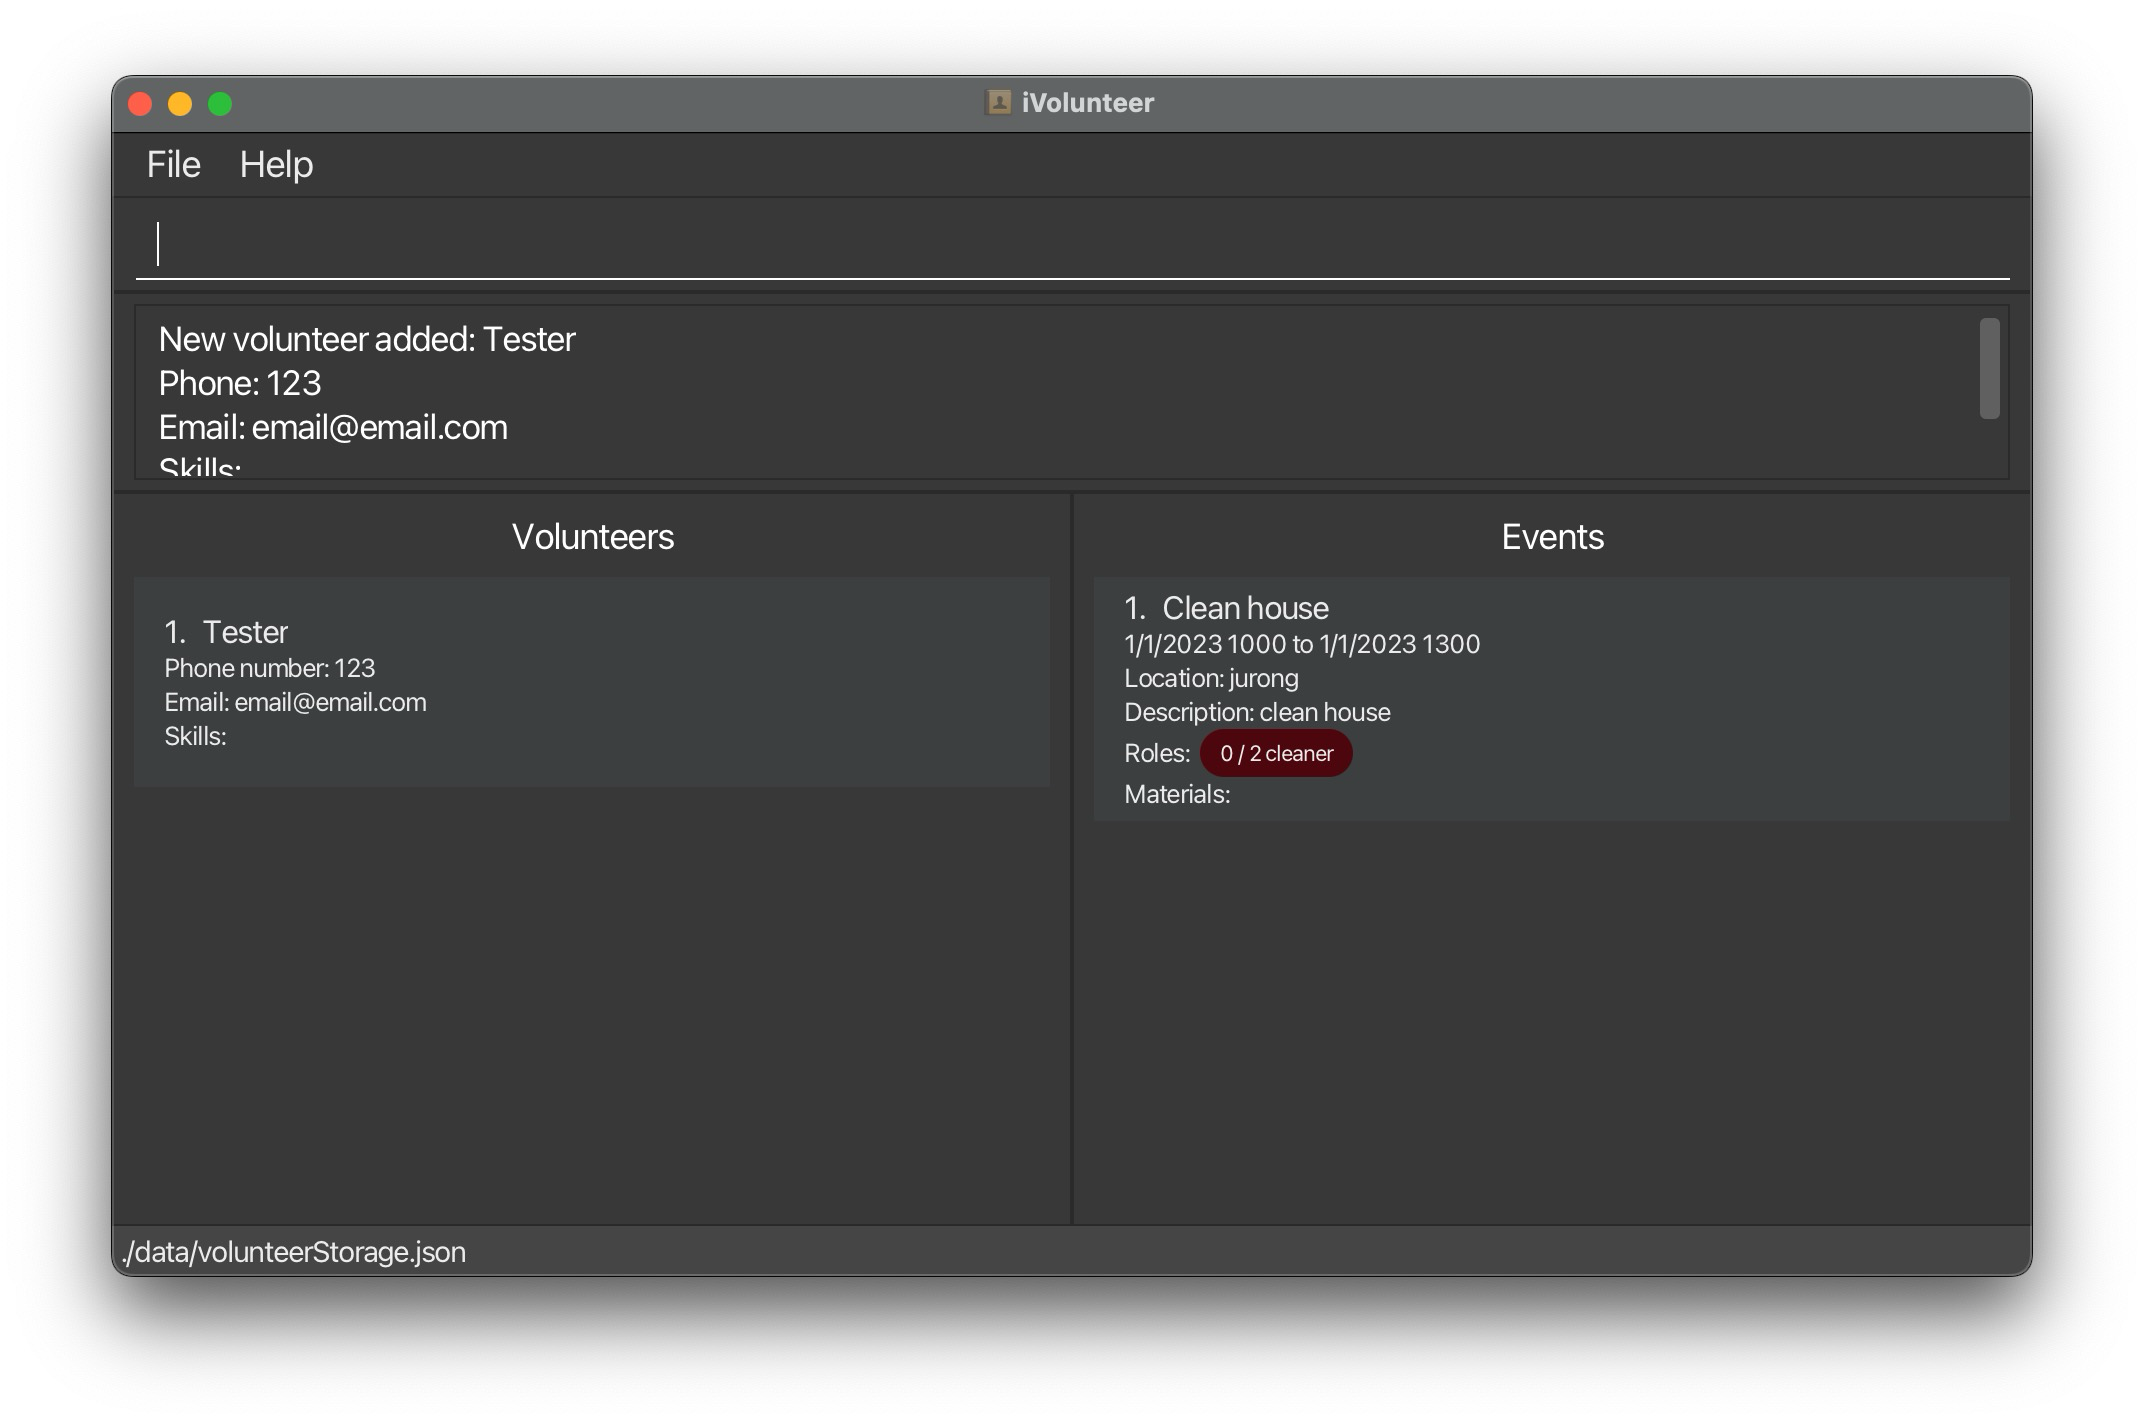 iVolunteer
File Help
New volunteer added: Tester
Phone: 123
Email: email@email.com
Skills:
Volunteers
1. Tester
Phone number: 123
Email: email@email.com
Skills:
Events
1. Clean house
1/1/2023 1000 to 1/1/2023 1300
Location: jurong
Description: clean house
Roles: 0 / 2 cleaner
Materials:
./data/volunteerStorage.json